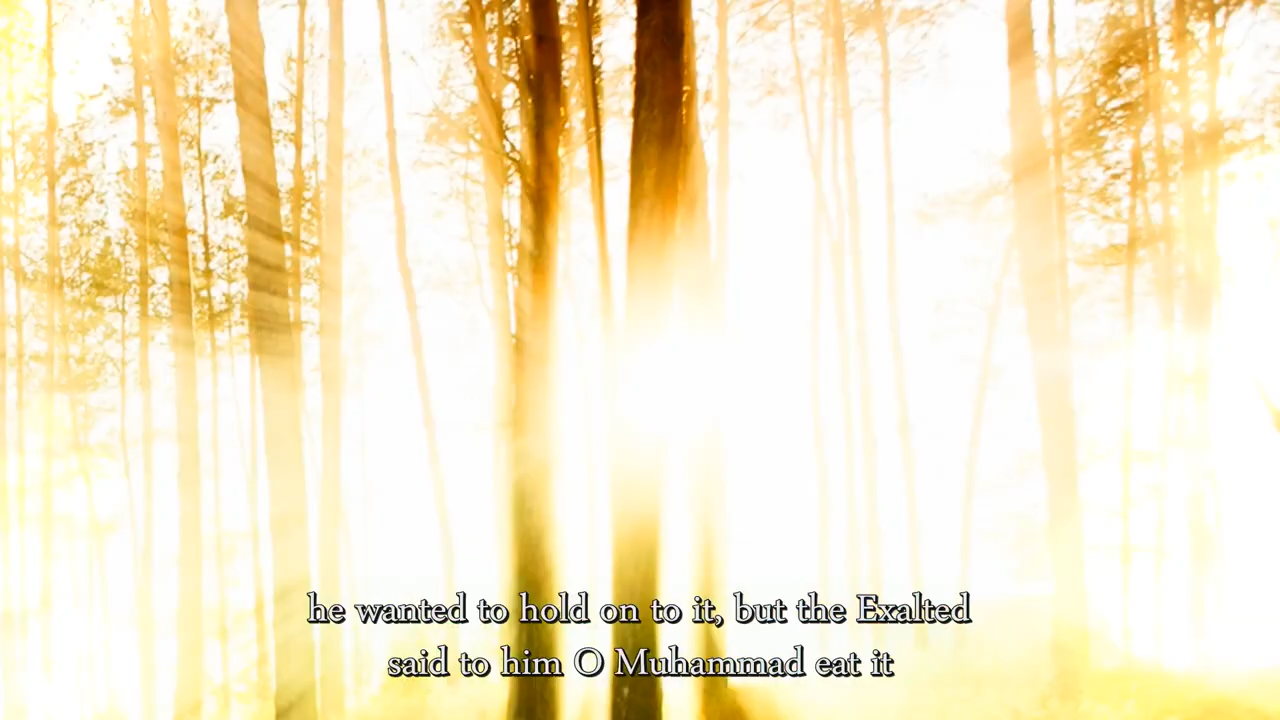 he wanted to hold on to it, but the Exalted
said to him O Muhammad eat it